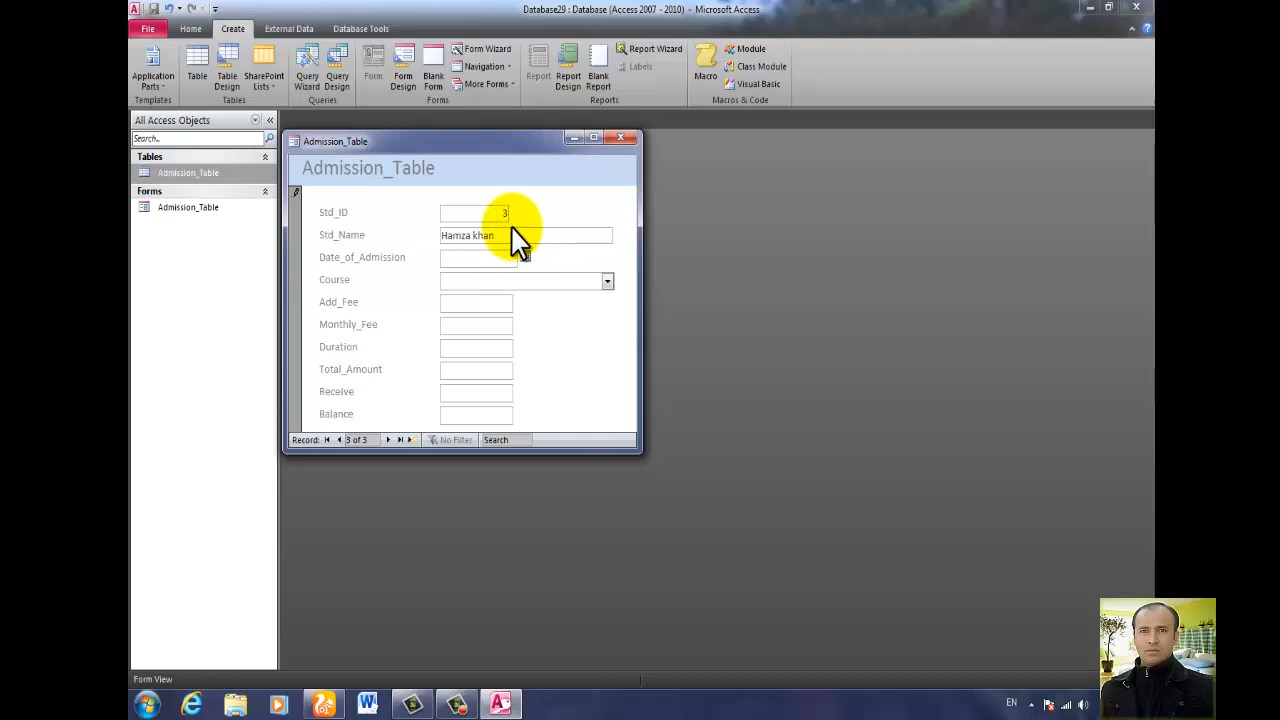 Database29 : Database (Access 2007 - 2010) - Microsoft Access
File Home Create External Data Database Tools
Application Parts Table Table Design SharePoint Lists Query Wizard Query Design Form Form Design Blank Form Form Wizard Navigation More Forms Report Report Design Blank Report Report Wizard Labels Macro Module Class Module Visual Basic
Templates Tables Queries Forms Reports Macros & Code
All Access Objects
Search...
Tables
Admission_Table
Forms
Admission_Table
Admission_Table
Admission_Table
Std_ID 3
Std_Name Hamza khan
Date_of_Admission
Course
Add_Fee
Monthly_Fee
Duration
Total_Amount
Receive
Balance
Record: 3 of 3 No Filter Search
Form View
EN